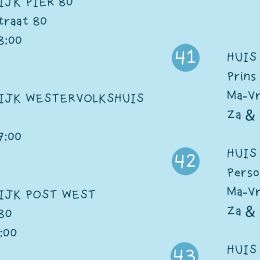 IJK PIER 80
traat 80
8:00
IJK WESTERVOLKSHUIS
7:00
IJK POST WEST
80
:00
41
HUIS
Prins
Ma-Vr
Za &
42
HUIS
Perso
Ma-Vr
Za &
43
HUIS